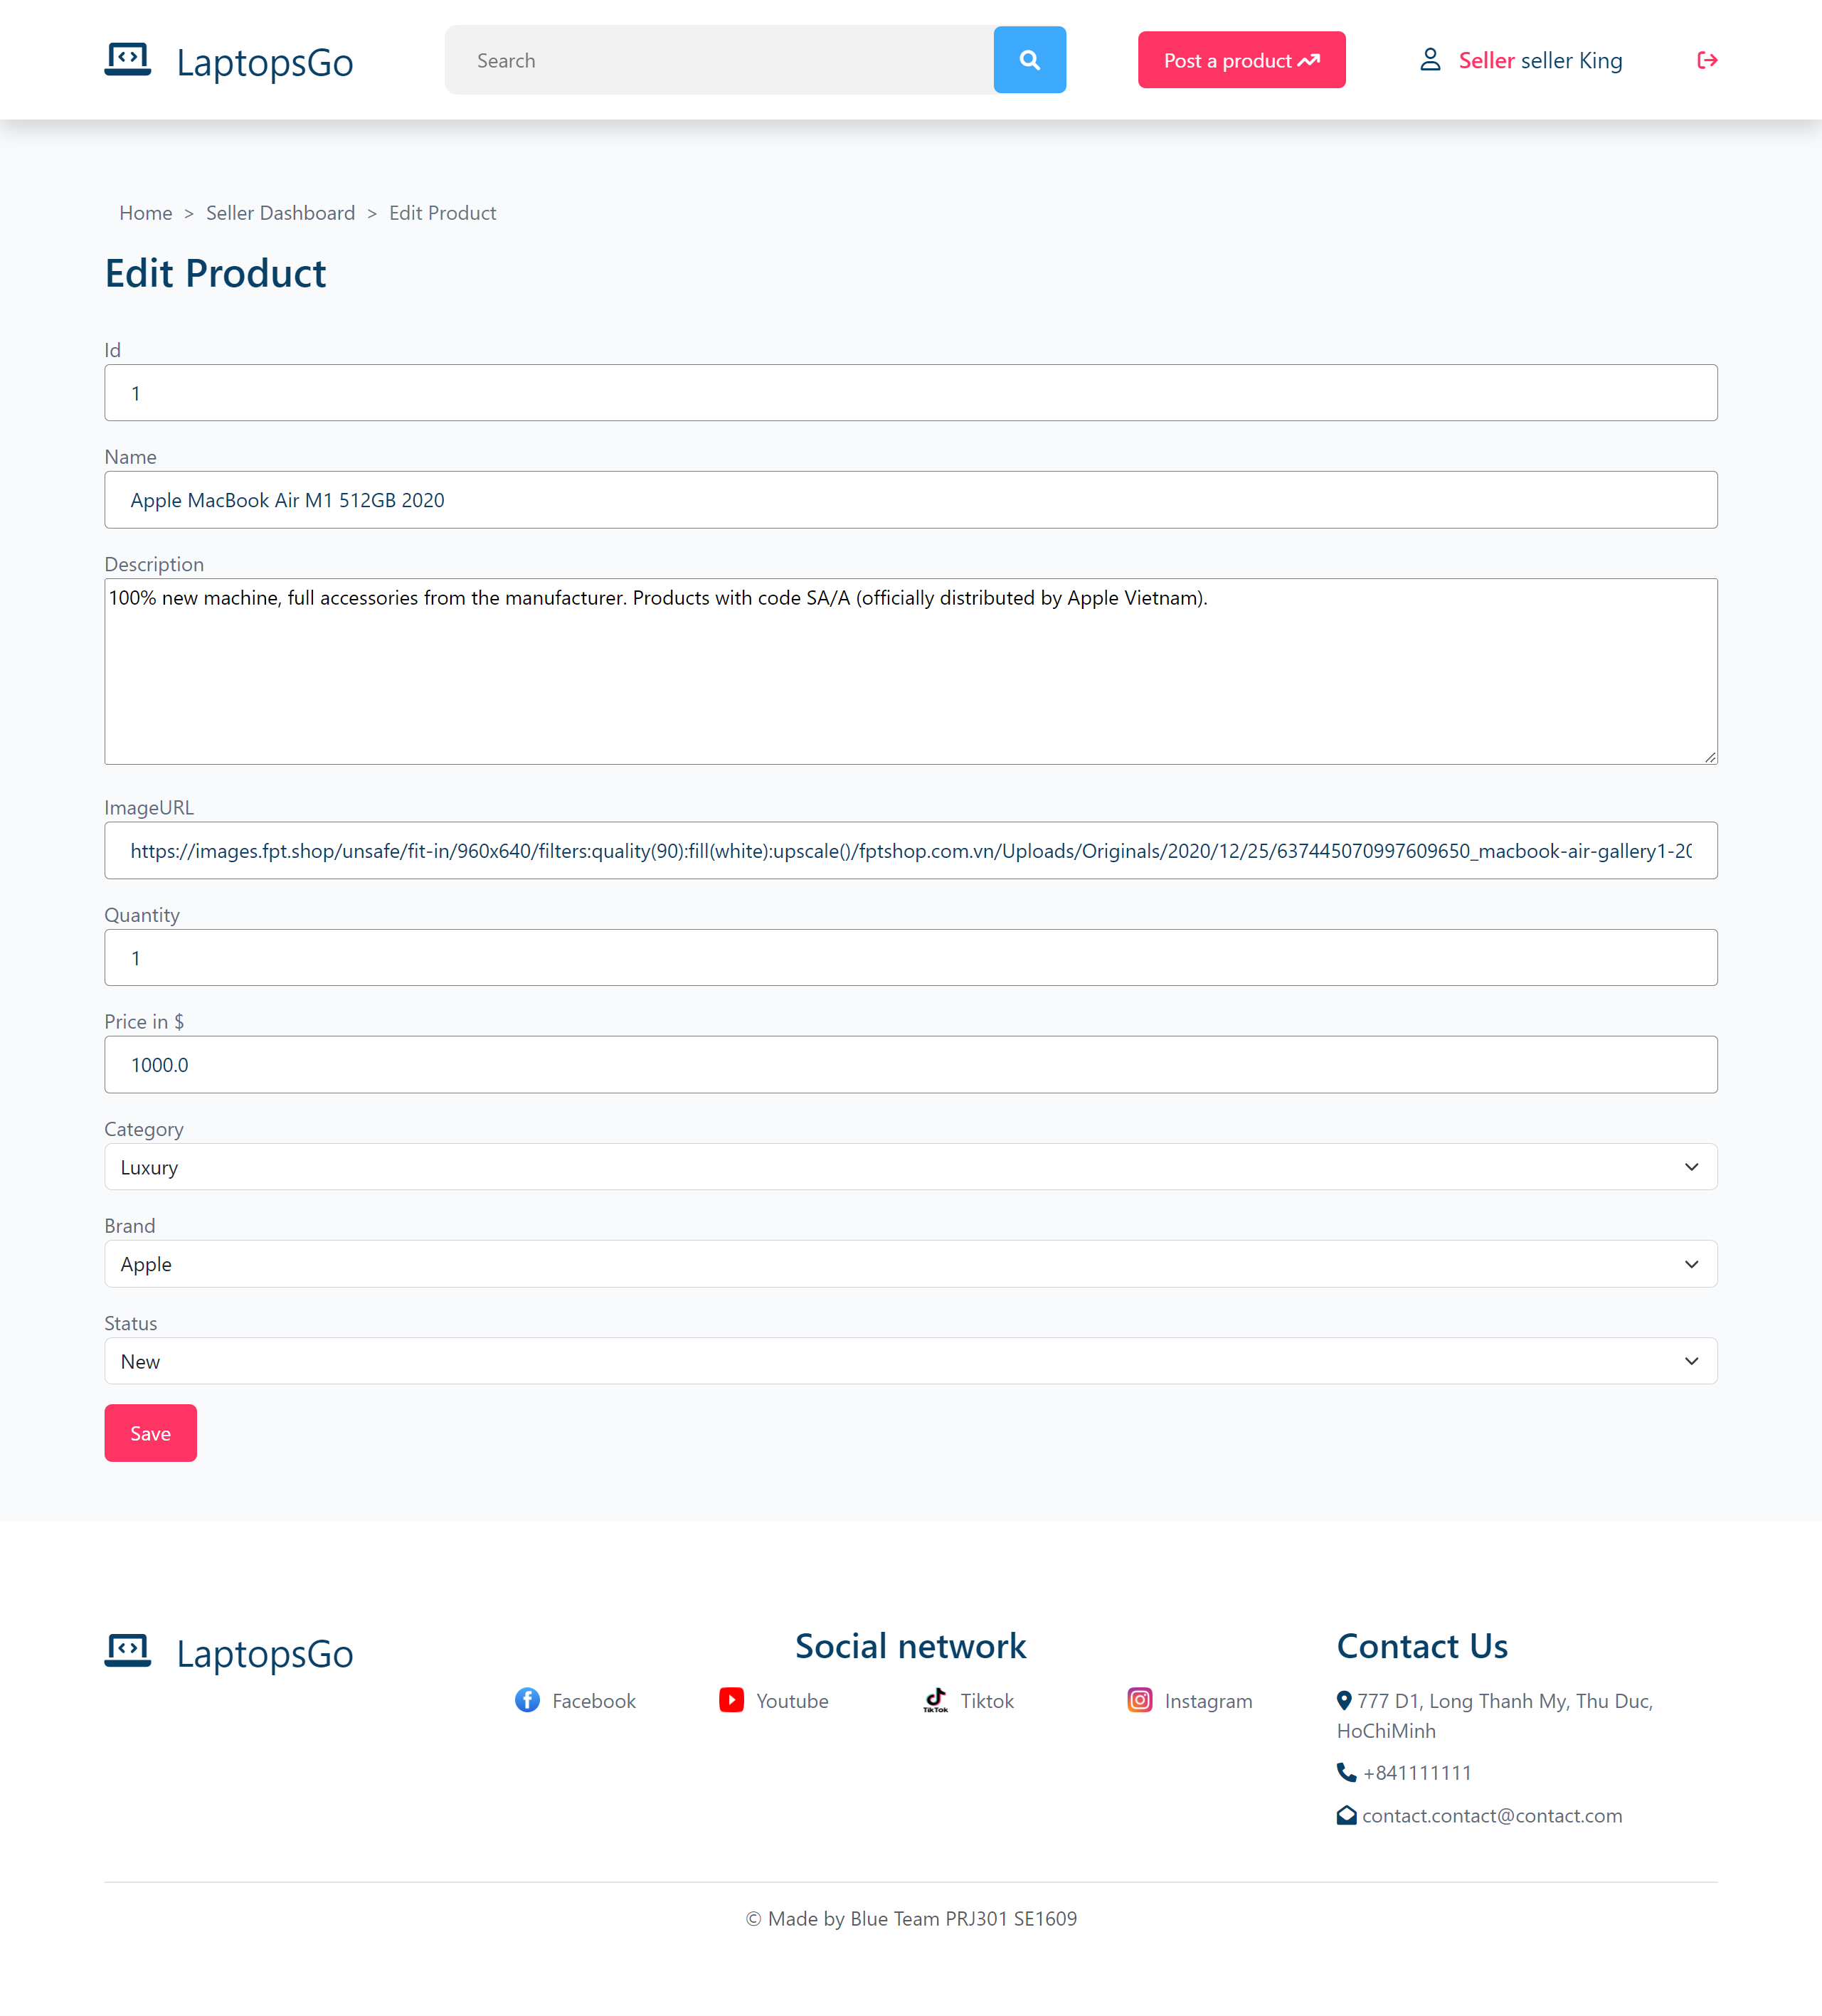 LaptopsGo
Search
Post a product
Seller seller King
Home > Seller Dashboard > Edit Product
Edit Product
Id
1
Name
Apple MacBook Air M1 512GB 2020
Description
100% new machine, full accessories from the manufacturer. Products with code SA/A (officially distributed by Apple Vietnam).
ImageURL
https://images.fpt.shop/unsafe/fit-in/960x640/filters:quality(90):fill(white):upscale()/fptshop.com.vn/Uploads/Originals/2020/12/25/637445070997609650_macbook-air-gallery1-20
Quantity
1
Price in $
1000.0
Category
Luxury
Brand
Apple
Status
New
Save
LaptopsGo
Social network
Facebook
Youtube
TikTok
Tiktok
Instagram
Contact Us
777 D1, Long Thanh My, Thu Duc,
HoChiMinh
+841111111
contact.contact@contact.com
© Made by Blue Team PRJ301 SE1609